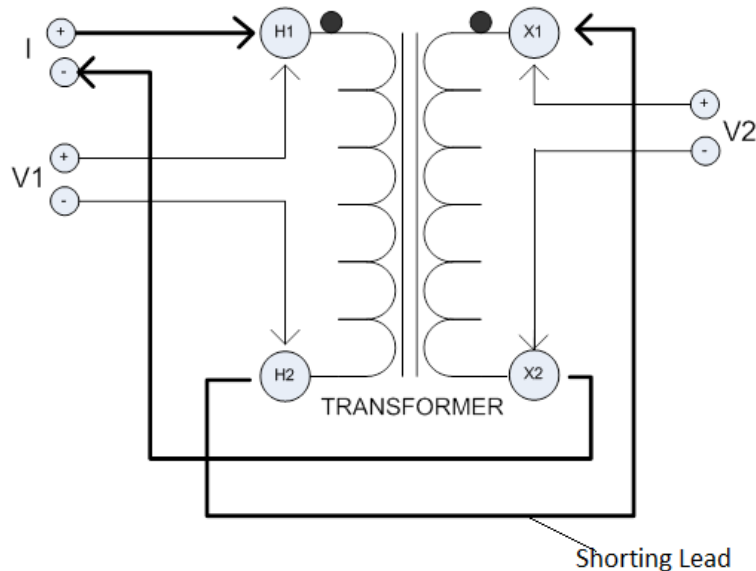 I
+
-
H1
X1
V1
+
-
+
-
V2
H2
X2
TRANSFORMER
Shorting Lead